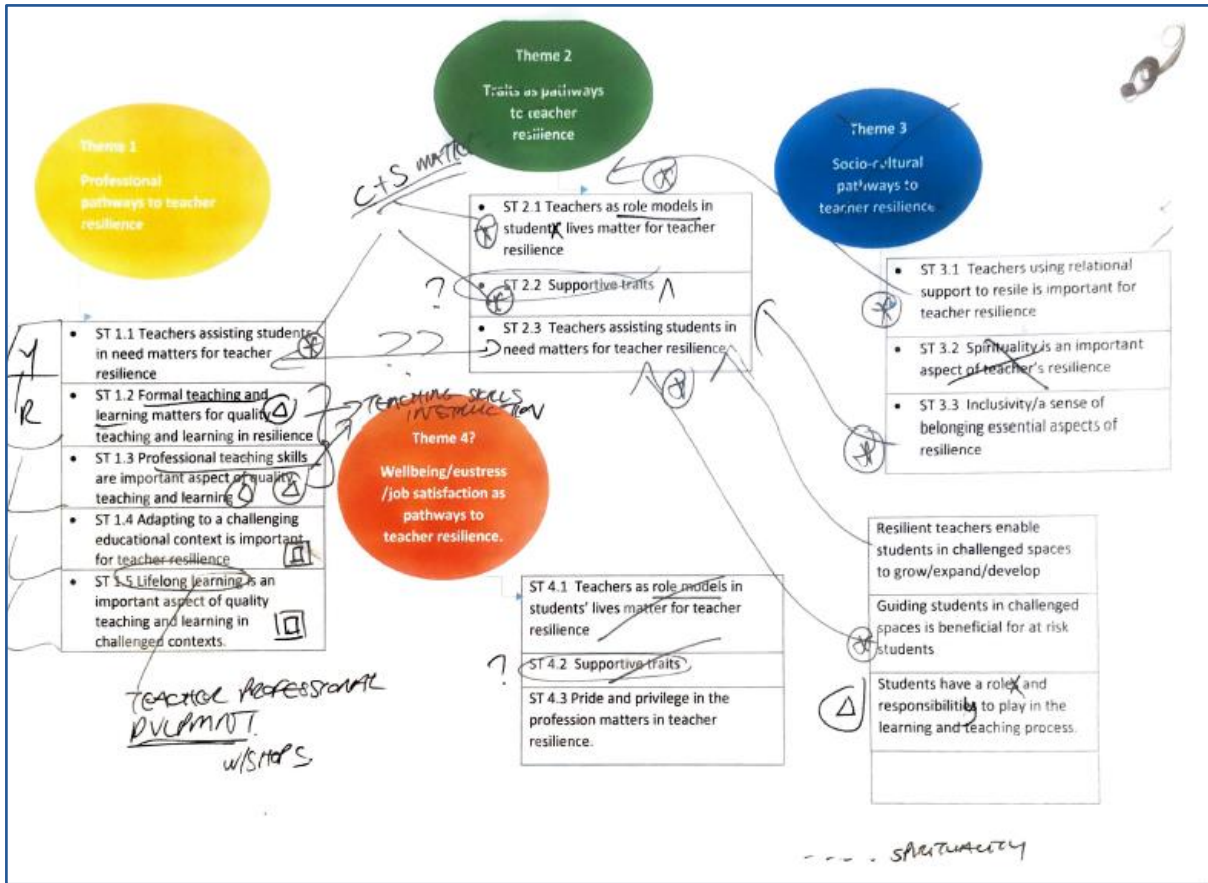 Theme 1
Professional
pathways to teacher
resilience
Theme 2
Traits as pathways
to teacher
resilience
Theme 3
Socio-cultural
pathways to
teacher resilience
C+S MATTER
• ST 2.1 Teachers as role models in
students lives matter for teacher
resilience
? • ST 2.2 Supportive traits
• ST 2.3 Teachers assisting students in
need matters for teacher resilience
• ST 3.1 Teachers using relational
support to resile is important for
teacher resilience
• ST 3.2 Spirituality is an important
aspect of teacher's resilience
• ST 3.3 Inclusivity/a sense of
belonging essential aspects of
resilience
Y
R
• ST 1.1 Teachers assisting students
in need matters for teacher
resilience
• ST 1.2 Formal teaching and
learning matters for quality
teaching and learning in resilience
• ST 1.3 Professional teaching skills
are important aspect of quality
teaching and learning
• ST 1.4 Adapting to a challenging
educational context is important
for teacher resilience
• ST 1.5 Lifelong learning is an
important aspect of quality
teaching and learning in
challenged contexts.
??
TEACHING SKILLS
INSTRUCTION
Theme 4?
Wellbeing/eustress
/job satisfaction as
pathways to
teacher resilience.
ST 4.1 Teachers as role models in
students' lives matter for teacher
resilience
? ST 4.2 Supportive traits
ST 4.3 Pride and privilege in the
profession matters in teacher
resilience.
Resilient teachers enable
students in challenged spaces
to grow/expand/develop
Guiding students in challenged
spaces is beneficial for at risk
students
Students have a role and
responsibility to play in the
learning and teaching process.
TEACHER PROFESSIONAL
DVLPMNT.
W/SHOPS
---- . SPIRITUALITY